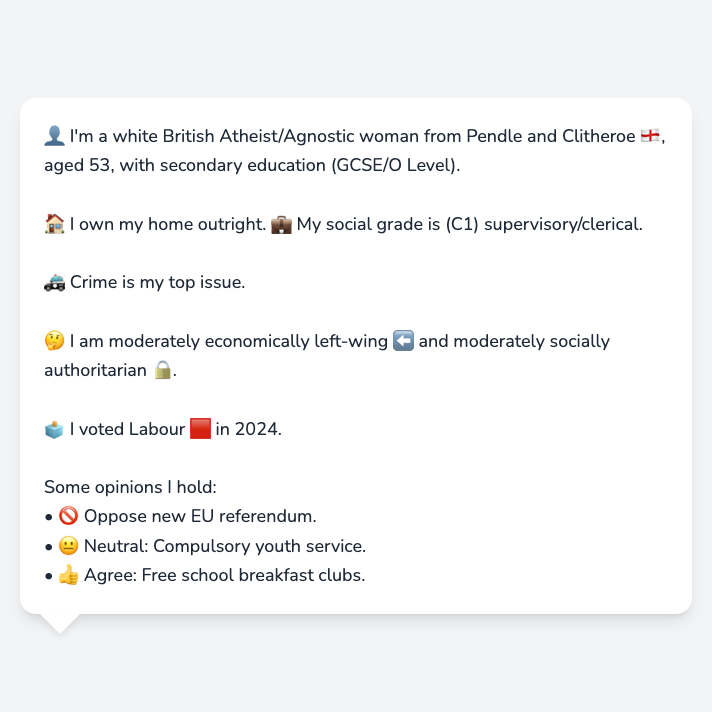 👤 I'm a white British Atheist/Agnostic woman from Pendle and Clitheroe 🏴󠁧󠁢󠁥󠁮󠁧󠁿,
aged 53, with secondary education (GCSE/O Level).
🏠 I own my home outright. 💼 My social grade is (C1) supervisory/clerical.
🚓 Crime is my top issue.
🤔 I am moderately economically left-wing ⬅️ and moderately socially
authoritarian 🔒.
🗳️ I voted Labour 🟥 in 2024.
Some opinions I hold:
• 🚫 Oppose new EU referendum.
• 😐 Neutral: Compulsory youth service.
• 👍 Agree: Free school breakfast clubs.